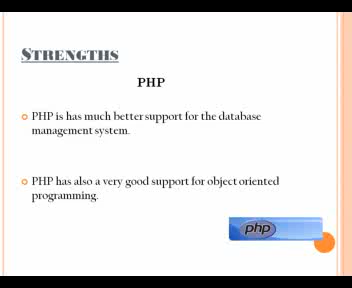 STRENGTHS
PHP
PHP is has much better support for the database
management system.
PHP has also a very good support for object oriented
programming.
php